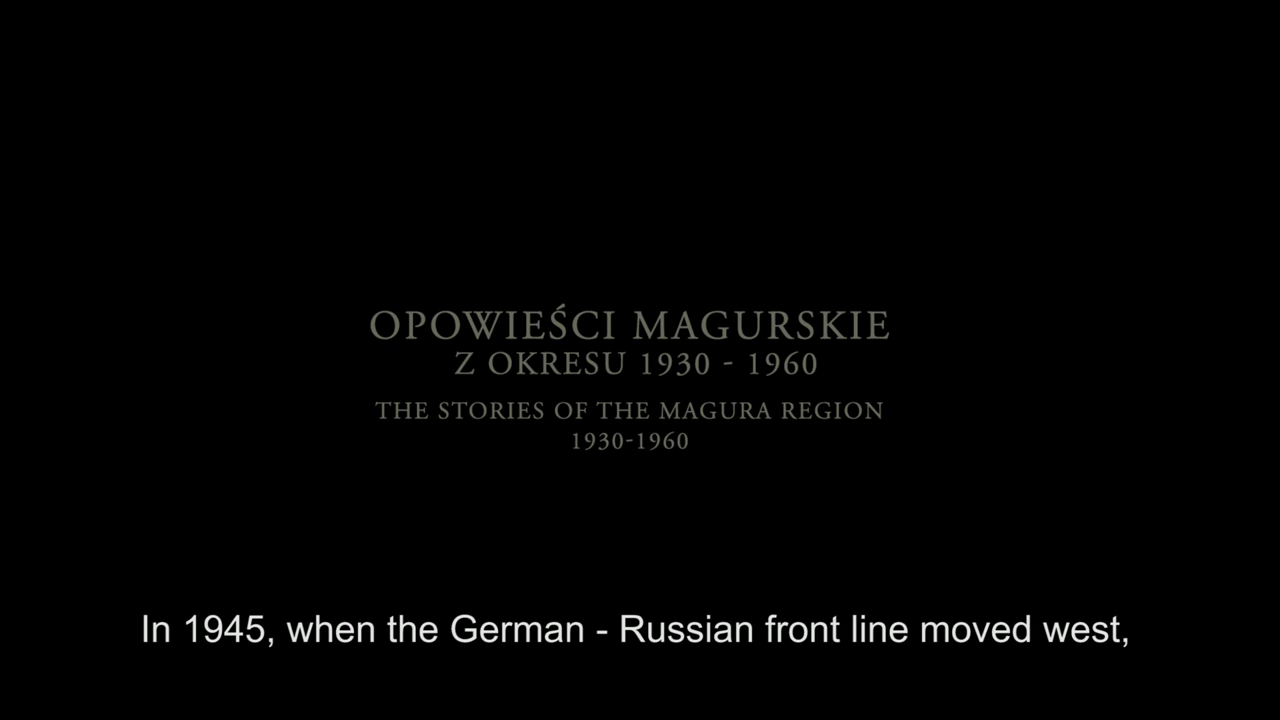 OPOWIEŚCI MAGURSKIE
Z OKRESU 1930 - 1960
THE STORIES OF THE MAGURA REGION
1930-1960
In 1945, when the German - Russian front line moved west,